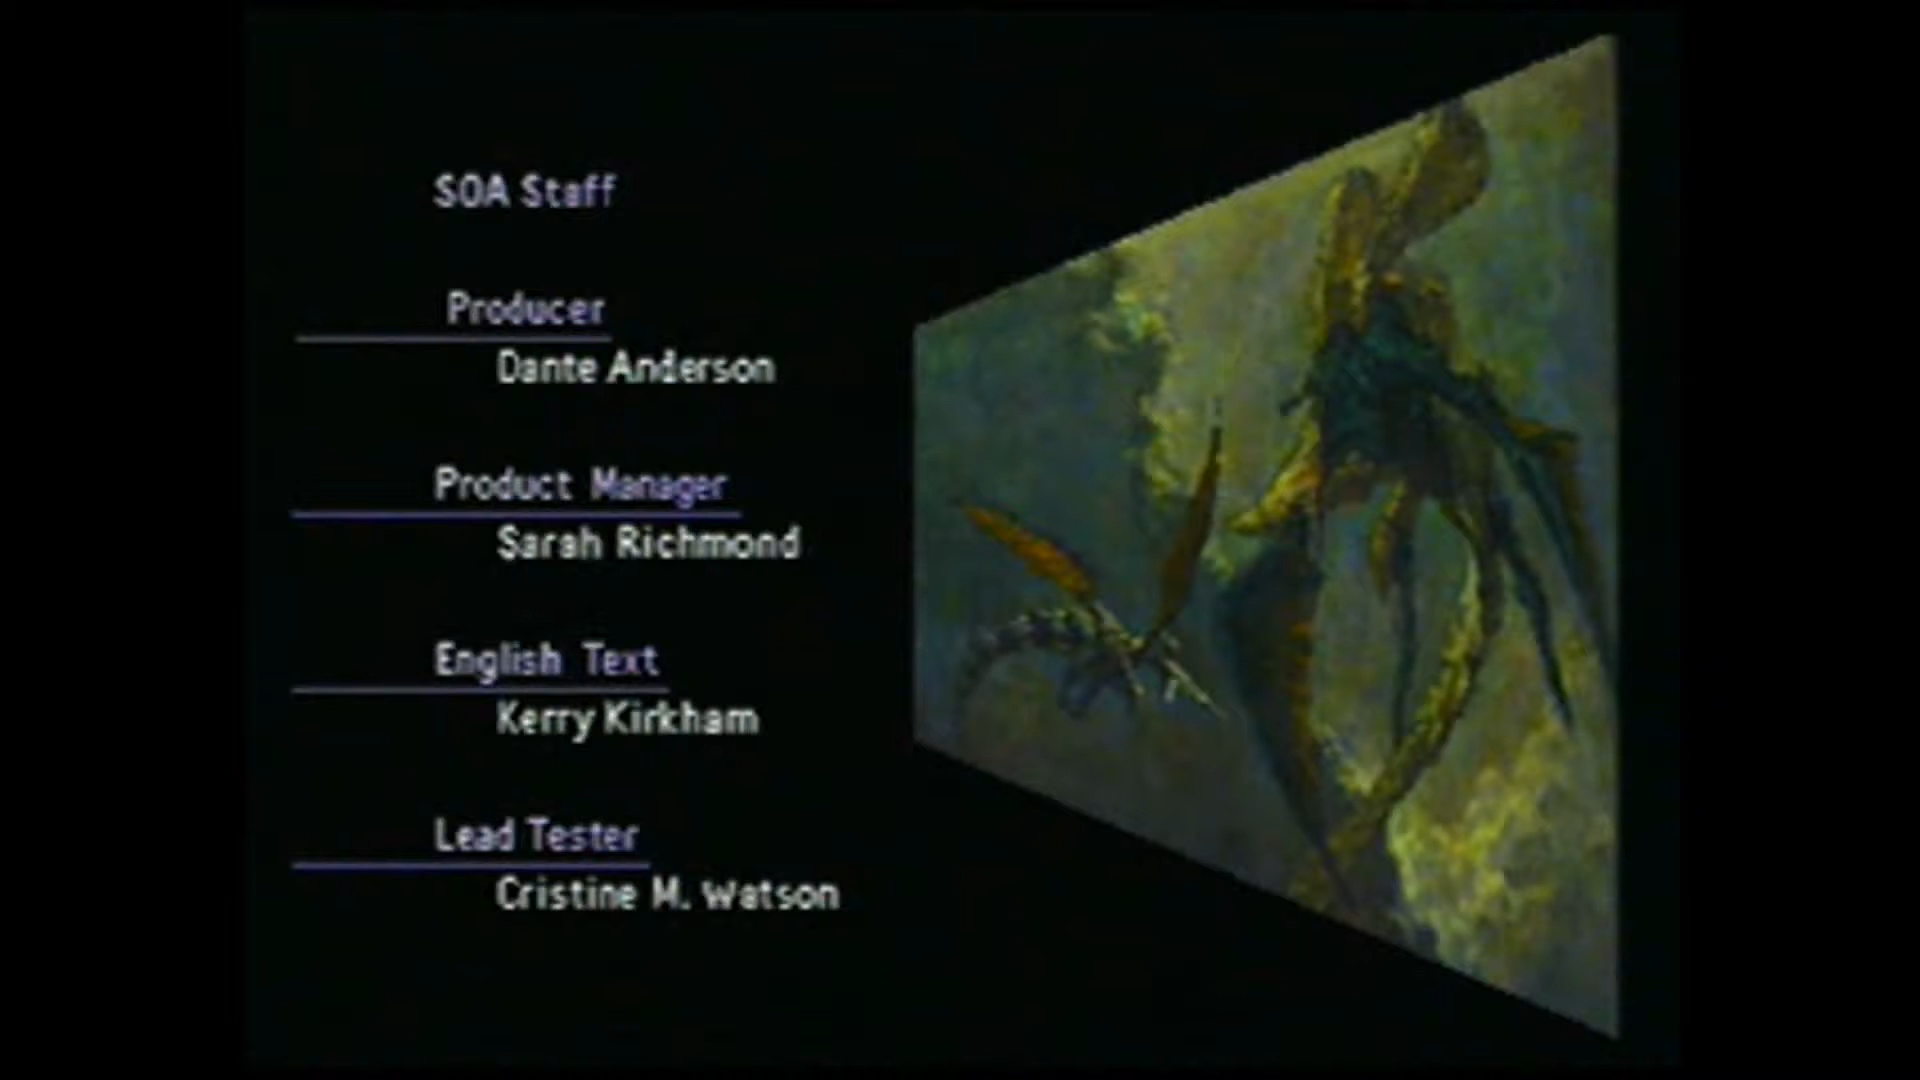 SOA Staff
Producer
Dante Anderson
Product Manager
Sarah Richmond
English Text
Kerry Kirkham
Lead Tester
Cristine M. Watson